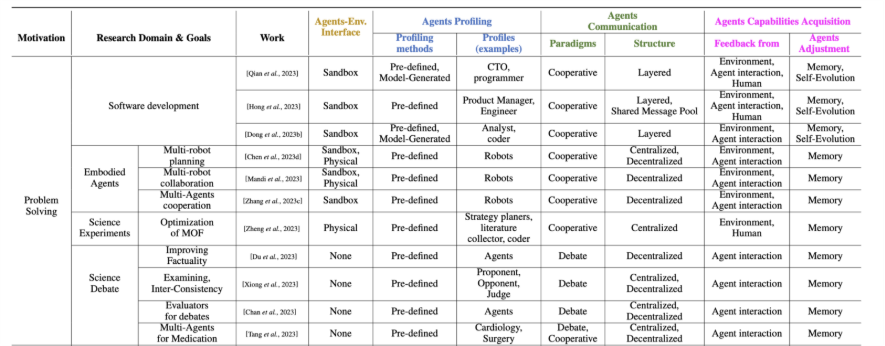 Motivation Research Domain & Goals Work Agents-Env. Interface Agents Profiling Agents Communication Agents Capabilities Acquisition
Profiling methods Profiles (examples) Paradigms Structure Feedback from Agents Adjustment
Problem Solving
Software development [Qian et al., 2023] Sandbox Pre-defined, Model-Generated CTO, programmer Cooperative Layered Environment, Agent interaction, Human Memory, Self-Evolution
[Hong et al., 2023] Sandbox Pre-defined Product Manager, Engineer Cooperative Layered, Shared Message Pool Environment, Agent interaction, Human Memory, Self-Evolution
[Dong et al., 2023b] Sandbox Pre-defined, Model-Generated Analyst, coder Cooperative Layered Environment, Agent interaction Memory, Self-Evolution
Embodied Agents Multi-robot planning [Chen et al., 2023d] Sandbox, Physical Pre-defined Robots Cooperative Centralized, Decentralized Environment, Agent interaction Memory
Multi-robot collaboration [Mandi et al., 2023] Sandbox, Physical Pre-defined Robots Cooperative Decentralized Environment, Agent interaction Memory
Multi-Agents cooperation [Zhang et al., 2023c] Sandbox Pre-defined Robots Cooperative Decentralized Environment, Agent interaction Memory
Science Experiments Optimization of MOF [Zheng et al., 2023] Physical Pre-defined Strategy planers, literature collector, coder Cooperative Centralized Environment, Human Memory
Science Debate Improving Factuality [Du et al., 2023] None Pre-defined Agents Debate Decentralized Agent interaction Memory
Examining, Inter-Consistency [Xiong et al., 2023] None Pre-defined Proponent, Opponent, Judge Debate Centralized, Decentralized Agent interaction Memory
Evaluators for debates [Chan et al., 2023] None Pre-defined Agents Debate Centralized, Decentralized Agent interaction Memory
Multi-Agents for Medication [Tang et al., 2023] None Pre-defined Cardiology, Surgery Debate, Cooperative Centralized, Decentralized Agent interaction Memory